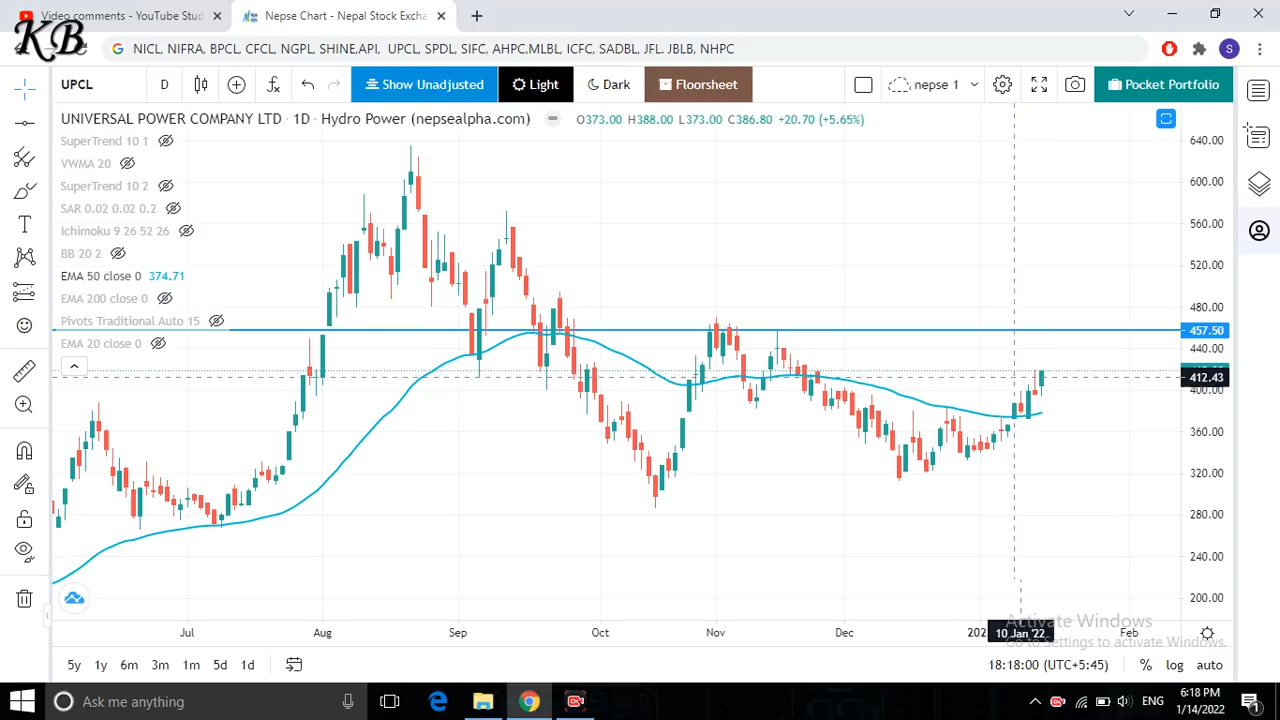 Video comments - YouTube Stud
Nepse Chart - Nepal Stock Excha
KB
NICL, NIFRA, BPCL, CFCL, NGPL, SHINE,API, UPCL, SPDL, SIFC, AHPC,MLBL, ICFC, SADBL, JFL. JBLB, NHPC
S
UPCL D Show Unadjusted Light Dark Floorsheet nepse 1 Pocket Portfolio
UNIVERSAL POWER COMPANY LTD · 1D · Hydro Power (nepsealpha.com) O373.00 H388.00 L373.00 C386.80 +20.70 (+5.65%)
SuperTrend 10 1
VWMA 20
SuperTrend 10 2
SAR 0.02 0.02 0.2
Ichimoku 9 26 52 26
BB 20 2
EMA 50 close 0 374.71
EMA 200 close 0
Pivots Traditional Auto 15
EMA 20 close 0
640.00
600.00
560.00
520.00
480.00
457.50
440.00
412.43
400.00
360.00
320.00
280.00
240.00
200.00
Jul Aug Sep Oct Nov Dec 202 10 Jan '22 Feb
Activate Windows
Go to Settings to activate Windows.
5y 1y 6m 3m 1m 5d 1d 18:18:00 (UTC+5:45) % log auto
Ask me anything
ENG
6:18 PM
1/14/2022
1